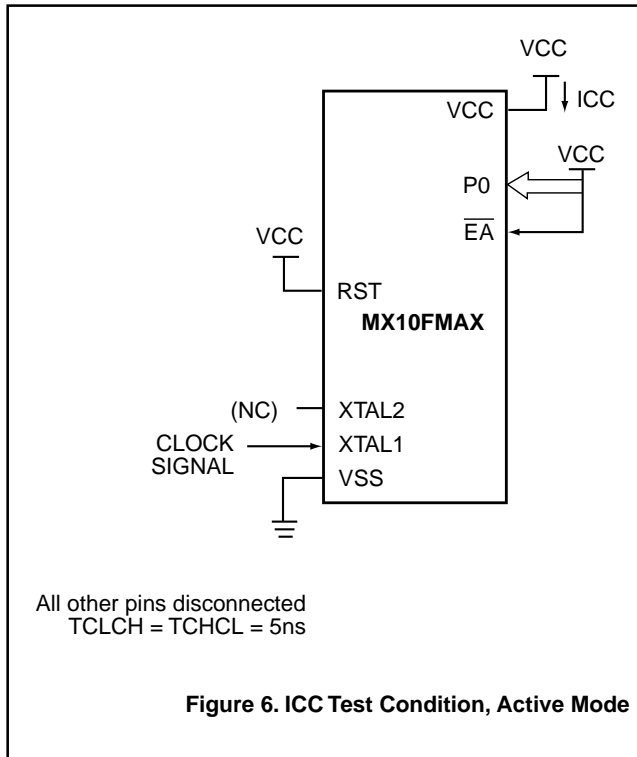 VCC
ICC
VCC
VCC
P0
EA
VCC
RST
MX10FMAX
(NC)
XTAL2
CLOCK
SIGNAL
XTAL1
VSS
All other pins disconnected
TCLCH = TCHCL = 5ns
Figure 6. ICC Test Condition, Active Mode